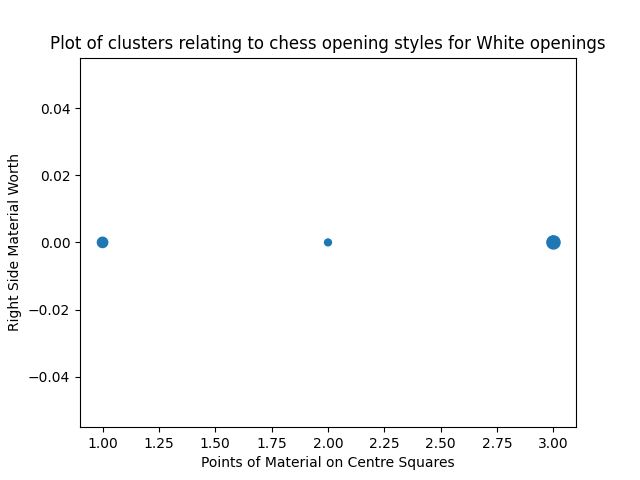 Plot of clusters relating to chess opening styles for White openings
Right Side Material Worth
0.04
0.02
0.00
−0.02
−0.04
1.00 1.25 1.50 1.75 2.00 2.25 2.50 2.75 3.00
Points of Material on Centre Squares